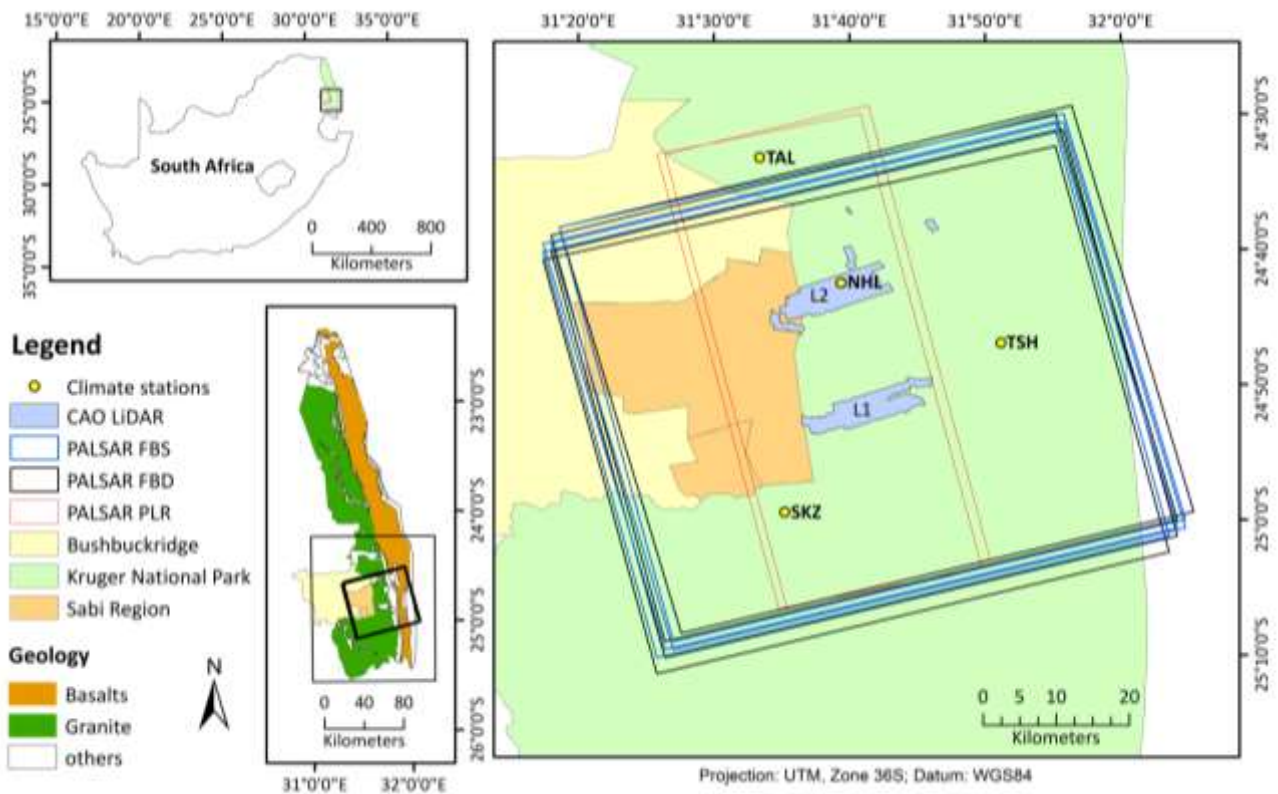 15°0'0"E 20°0'0"E 25°0'0"E 30°0'0"E 35°0'0"E
25°0'0"S
30°0'0"S
35°0'0"S
South Africa
0 400 800
Kilometers
Legend
Climate stations
CAO LiDAR
PALSAR FBS
PALSAR FBD
PALSAR PLR
Bushbuckridge
Kruger National Park
Sabi Region
Geology
Basalts
Granite
others
N
23°0'0"S
24°0'0"S
25°0'0"S
26°0'0"S
0 40 80
Kilometers
31°0'0"E 32°0'0"E
31°20'0"E 31°30'0"E 31°40'0"E 31°50'0"E 32°0'0"E
24°30'0"S
24°40'0"S
24°50'0"S
25°0'0"S
25°10'0"S
TAL
NHL
L2
TSH
L1
SKZ
0 5 10 20
Kilometers
Projection: UTM, Zone 36S; Datum: WGS84